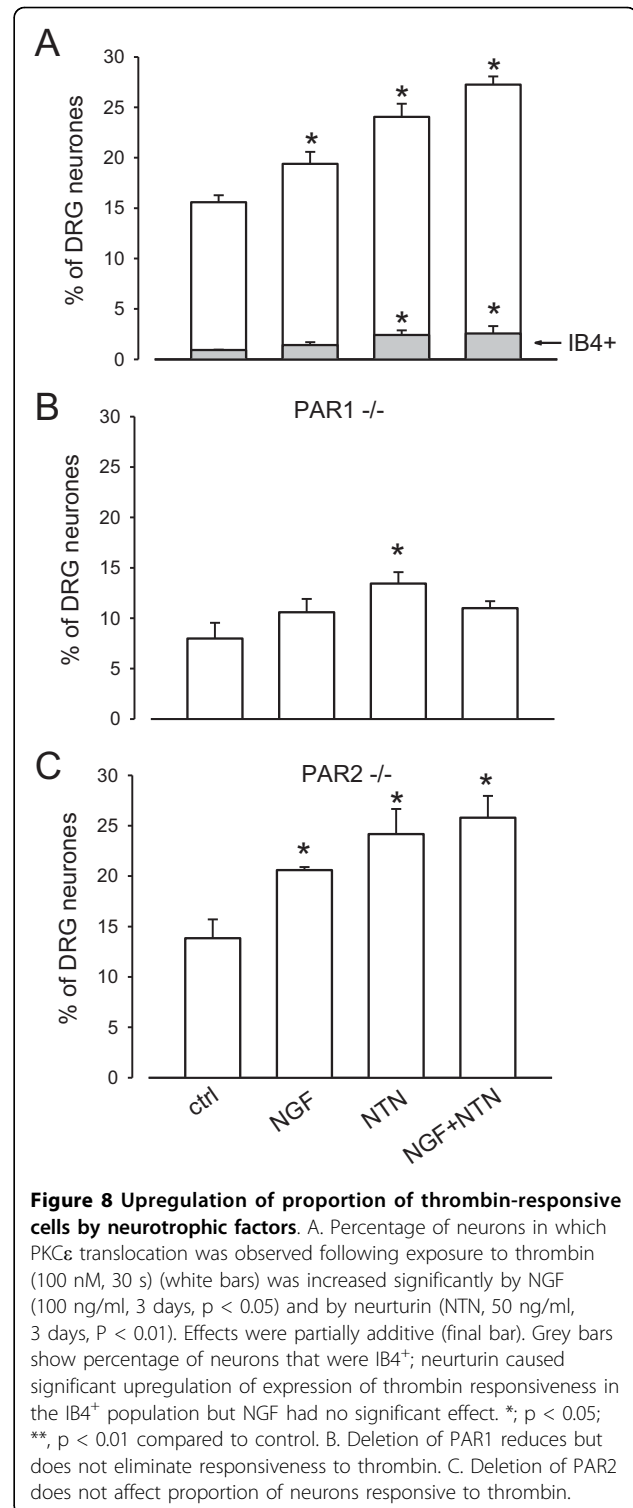 A
30
25
20
15
10
5
0
% of DRG neurones
*
*
*
*
*
IB4+
B
PAR1 -/-
30
25
20
15
10
5
0
% of DRG neurones
*
C
PAR2 -/-
30
25
20
15
10
5
0
% of DRG neurones
*
*
*
ctrl
NGF
NTN
NGF+NTN
Figure 8 Upregulation of proportion of thrombin-responsive
cells by neurotrophic factors. A. Percentage of neurons in which
PKCε translocation was observed following exposure to thrombin
(100 nM, 30 s) (white bars) was increased significantly by NGF
(100 ng/ml, 3 days, p < 0.05) and by neurturin (NTN, 50 ng/ml,
3 days, P < 0.01). Effects were partially additive (final bar). Grey bars
show percentage of neurons that were IB4⁺; neurturin caused
significant upregulation of expression of thrombin responsiveness in
the IB4⁺ population but NGF had no significant effect. *; p < 0.05;
**, p < 0.01 compared to control. B. Deletion of PAR1 reduces but
does not eliminate responsiveness to thrombin. C. Deletion of PAR2
does not affect proportion of neurons responsive to thrombin.